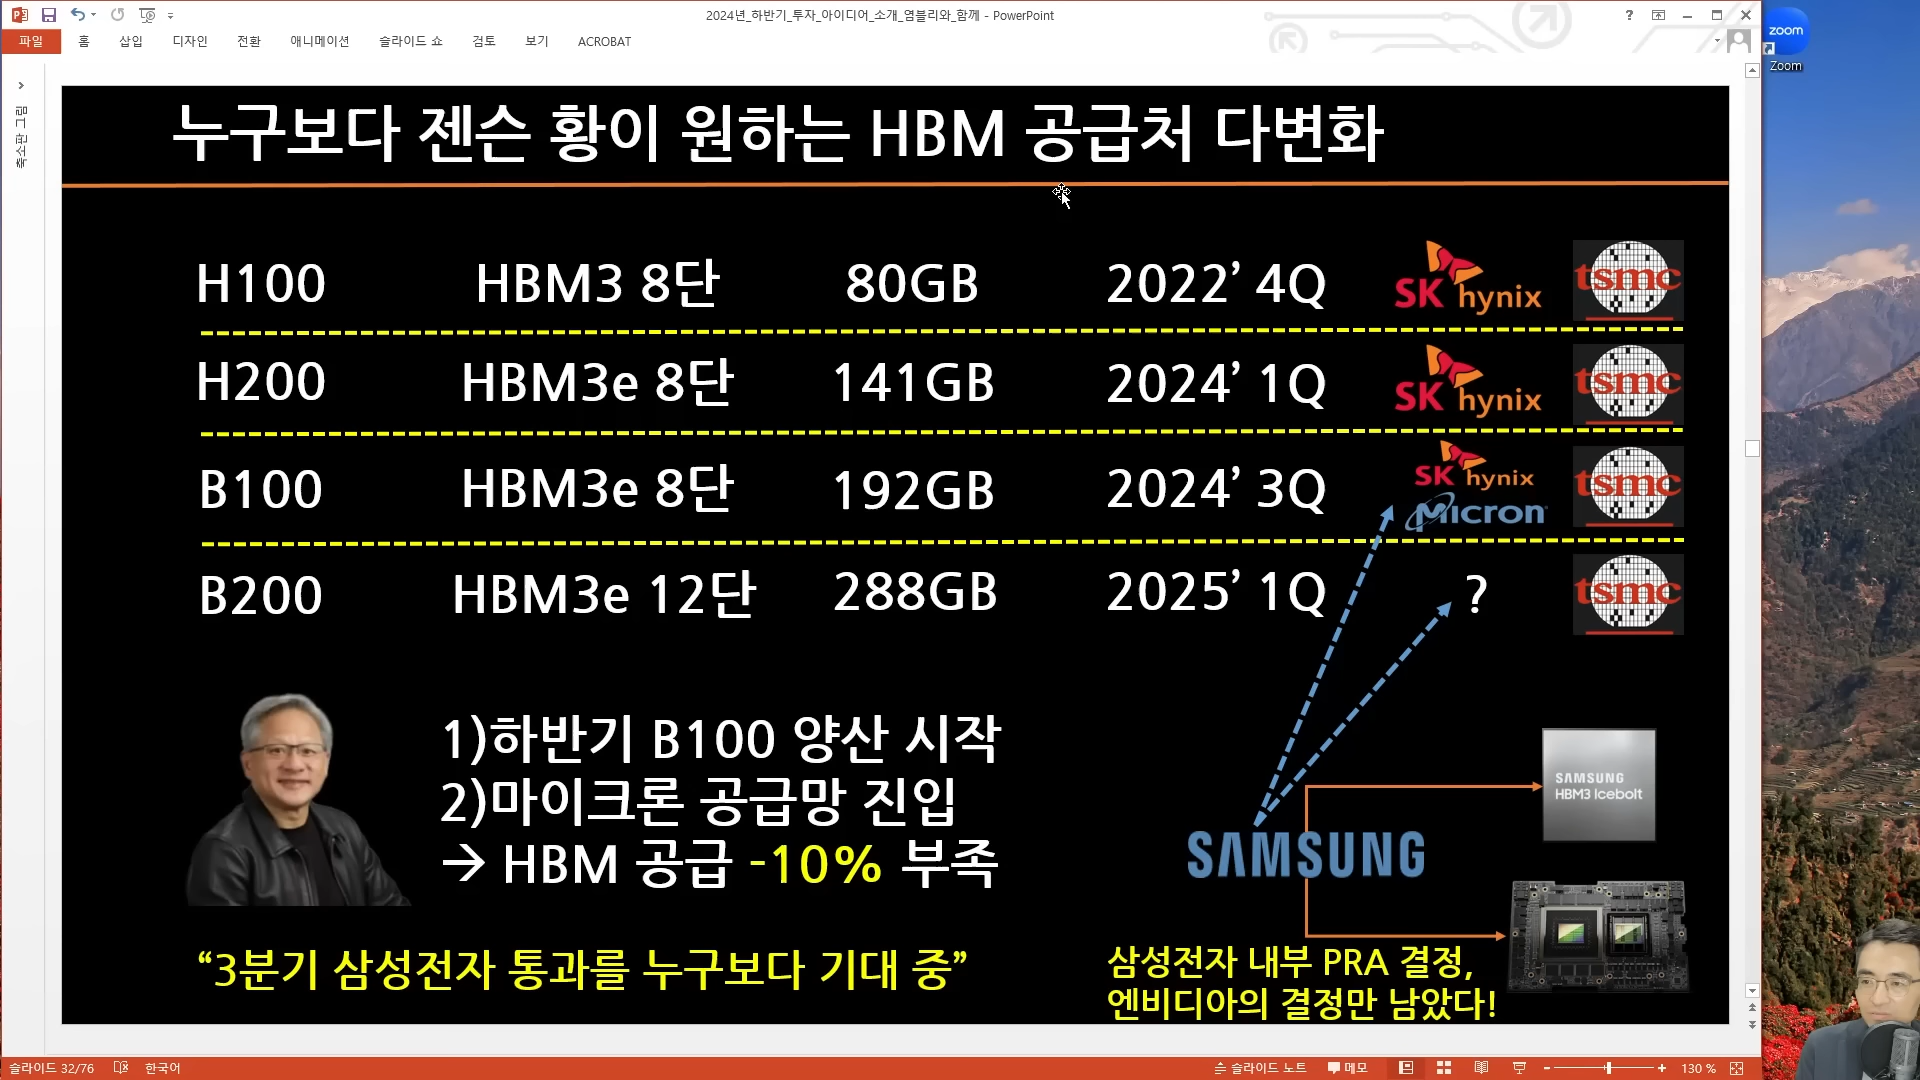 2024년_하반기_투자_아이디어_소개_염블리와_함께 - PowerPoint
파일 홈 삽입 디자인 전환 애니메이션 슬라이드 쇼 검토 보기 ACROBAT
zoom
Zoom
축소판 그림
누구보다 젠슨 황이 원하는 HBM 공급처 다변화
H100 HBM3 8단 80GB 2022’ 4Q SK hynix tsmc
H200 HBM3e 8단 141GB 2024’ 1Q SK hynix tsmc
B100 HBM3e 8단 192GB 2024’ 3Q SK hynix Micron tsmc
B200 HBM3e 12단 288GB 2025’ 1Q ? tsmc
1)하반기 B100 양산 시작
2)마이크론 공급망 진입
→ HBM 공급 -10% 부족
“3분기 삼성전자 통과를 누구보다 기대 중”
SAMSUNG
SAMSUNG
HBM3 Icebolt
삼성전자 내부 PRA 결정,
엔비디아의 결정만 남았다!
슬라이드 32/76 한국어 슬라이드 노트 메모 130 %